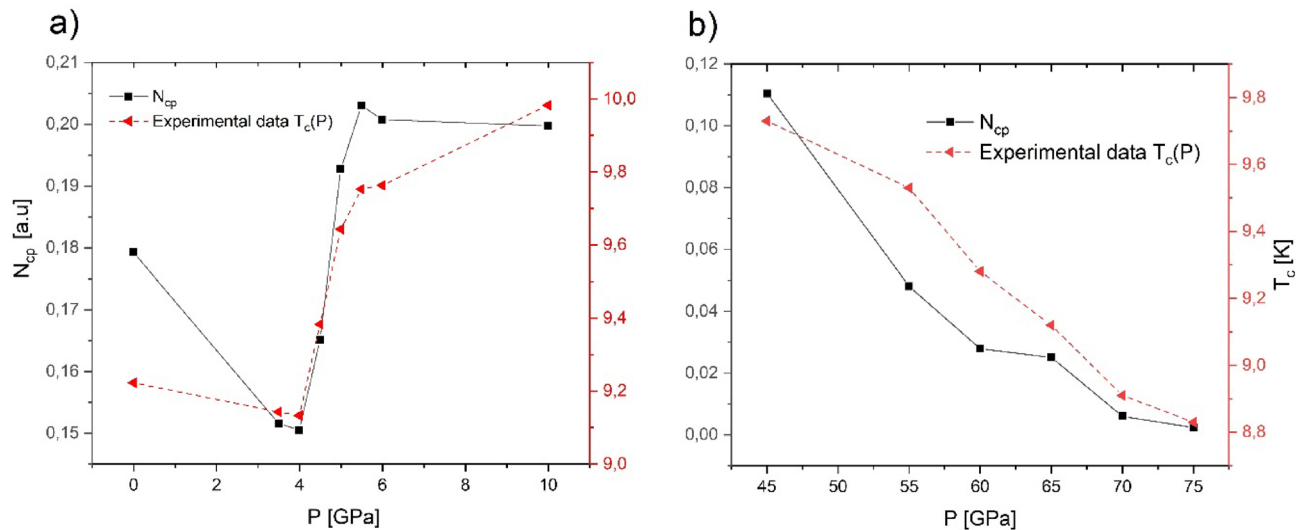 a)
0,21
0,20
0,19
0,18
0,17
0,16
0,15
N_cp [a.u]
N_cp
Experimental data T_c(P)
10,0
9,8
9,6
9,4
9,2
9,0
0 2 4 6 8 10
P [GPa]
b)
0,12
0,10
0,08
0,06
0,04
0,02
0,00
N_cp
Experimental data T_c(P)
9,8
9,6
9,4
9,2
9,0
8,8
T_c [K]
45 50 55 60 65 70 75
P [GPa]